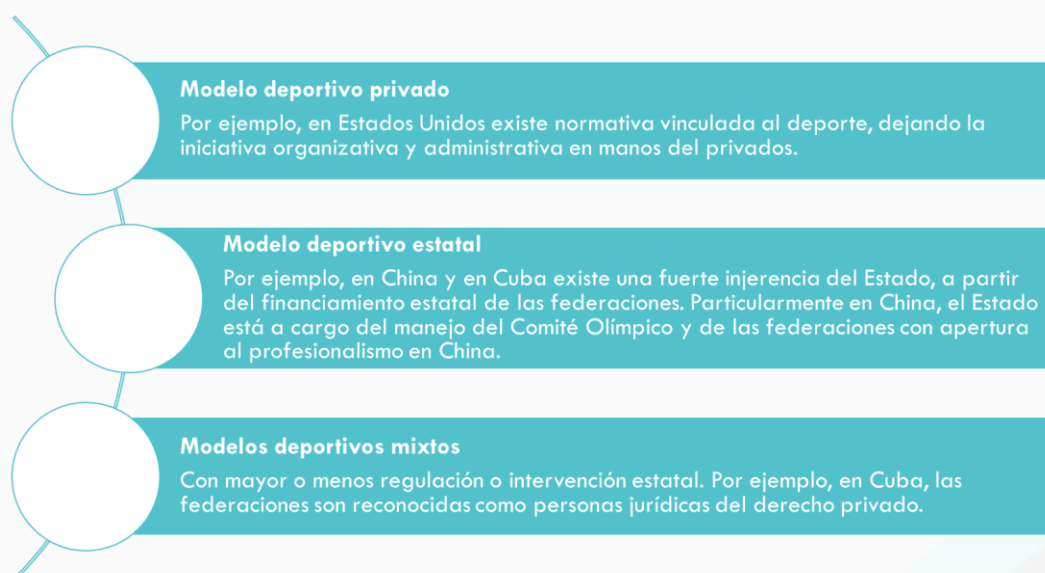 Modelo deportivo privado
Por ejemplo, en Estados Unidos existe normativa vinculada al deporte, dejando la
iniciativa organizativa y administrativa en manos del privados.
Modelo deportivo estatal
Por ejemplo, en China y en Cuba existe una fuerte injerencia del Estado, a partir
del financiamiento estatal de las federaciones. Particularmente en China, el Estado
está a cargo del manejo del Comité Olímpico y de las federaciones con apertura
al profesionalismo en China.
Modelos deportivos mixtos
Con mayor o menos regulación o intervención estatal. Por ejemplo, en Cuba, las
federaciones son reconocidas como personas jurídicas del derecho privado.